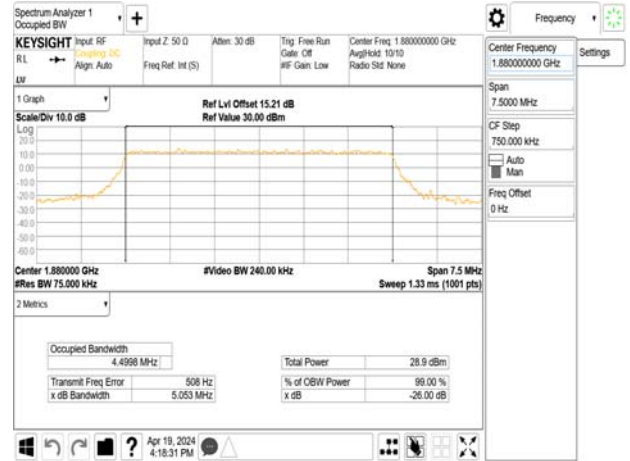 Spectrum Analyzer 1
Occupied BW
Frequency
KEYSIGHT
Input: RF
Input Z: 50 Ω
Atten: 30 dB
Trig: Free Run
Center Freq: 1.880000000 GHz
RL
Coupling: DC
Gate: Off
Avg|Hold: 10/10
Align: Auto
Freq Ref: Int (S)
#IF Gain: Low
Radio Std: None
Center Frequency
1.880000000 GHz
Settings
Span
7.5000 MHz
CF Step
750.000 kHz
Auto
Man
Freq Offset
0 Hz
1 Graph
Ref Lvl Offset 15.21 dB
Scale/Div 10.0 dB
Ref Value 30.00 dBm
Log
20.0
10.0
0.00
-10.0
-20.0
-30.0
-40.0
-50.0
-60.0
Center 1.880000 GHz
#Video BW 240.00 kHz
Span 7.5 MHz
#Res BW 75.000 kHz
Sweep 1.33 ms (1001 pts)
2 Metrics
Occupied Bandwidth
4.4998 MHz
Total Power
28.9 dBm
Transmit Freq Error
508 Hz
% of OBW Power
99.00 %
x dB Bandwidth
5.053 MHz
x dB
-26.00 dB
?
Apr 19, 2024
4:18:31 PM